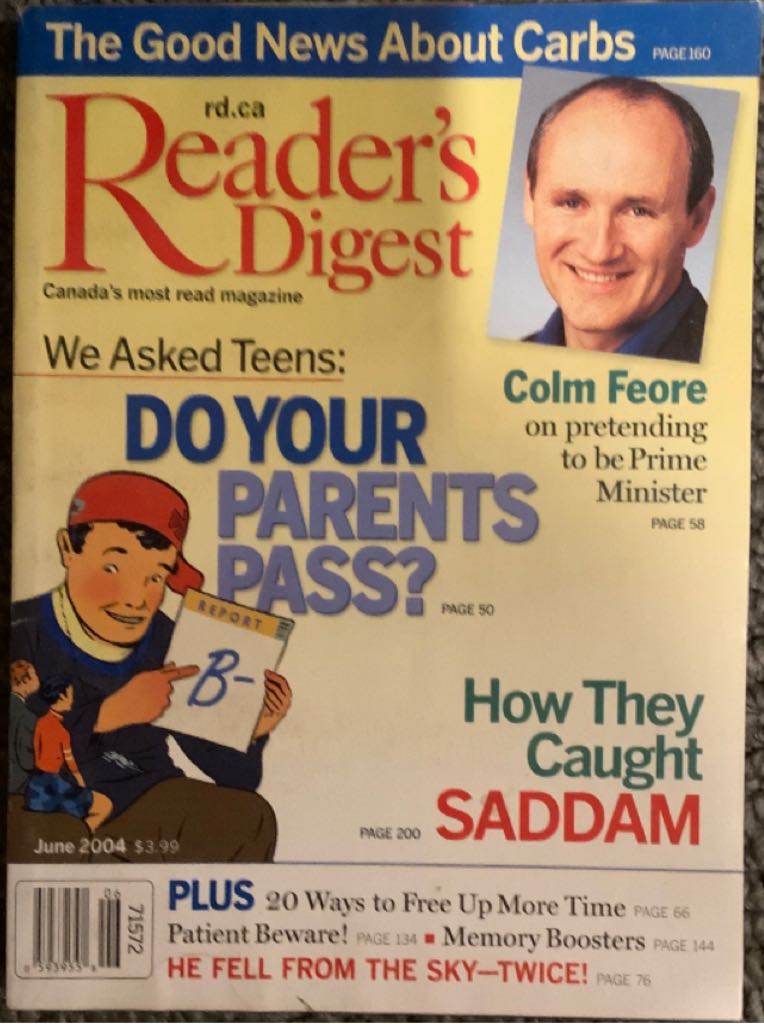 The Good News About Carbs PAGE 160
rd.ca
Reader's
Digest
Canada's most read magazine
We Asked Teens:
DO YOUR
PARENTS
PASS? PAGE 50
Colm Feore
on pretending
to be Prime
Minister
PAGE 58
REPORT
B-
How They
Caught
SADDAM
PAGE 200
June 2004 $3.99
PLUS 20 Ways to Free Up More Time PAGE 66
Patient Beware! PAGE 134 ■ Memory Boosters PAGE 144
HE FELL FROM THE SKY—TWICE! PAGE 76
06
71572